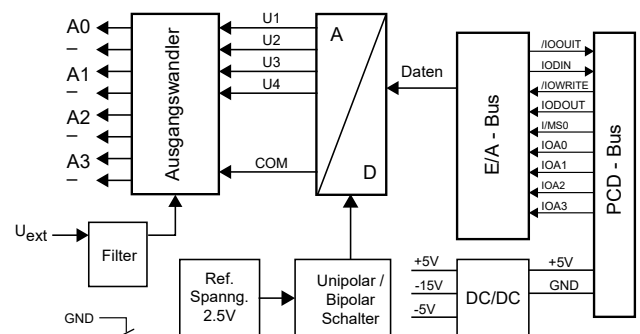 A0
–
A1
–
A2
–
A3
–
Ausgangswandler
U1
U2
U3
U4
COM
A
D
Daten
E/A - Bus
/IOOUIT
IODIN
/IOWRITE
IODOUT
I/MS0
IOA0
IOA1
IOA2
IOA3
PCD - Bus
Uext
Filter
Ref.
Spanng.
2.5V
Unipolar /
Bipolar
Schalter
+5V
-15V
-5V
DC/DC
+5V
GND
GND